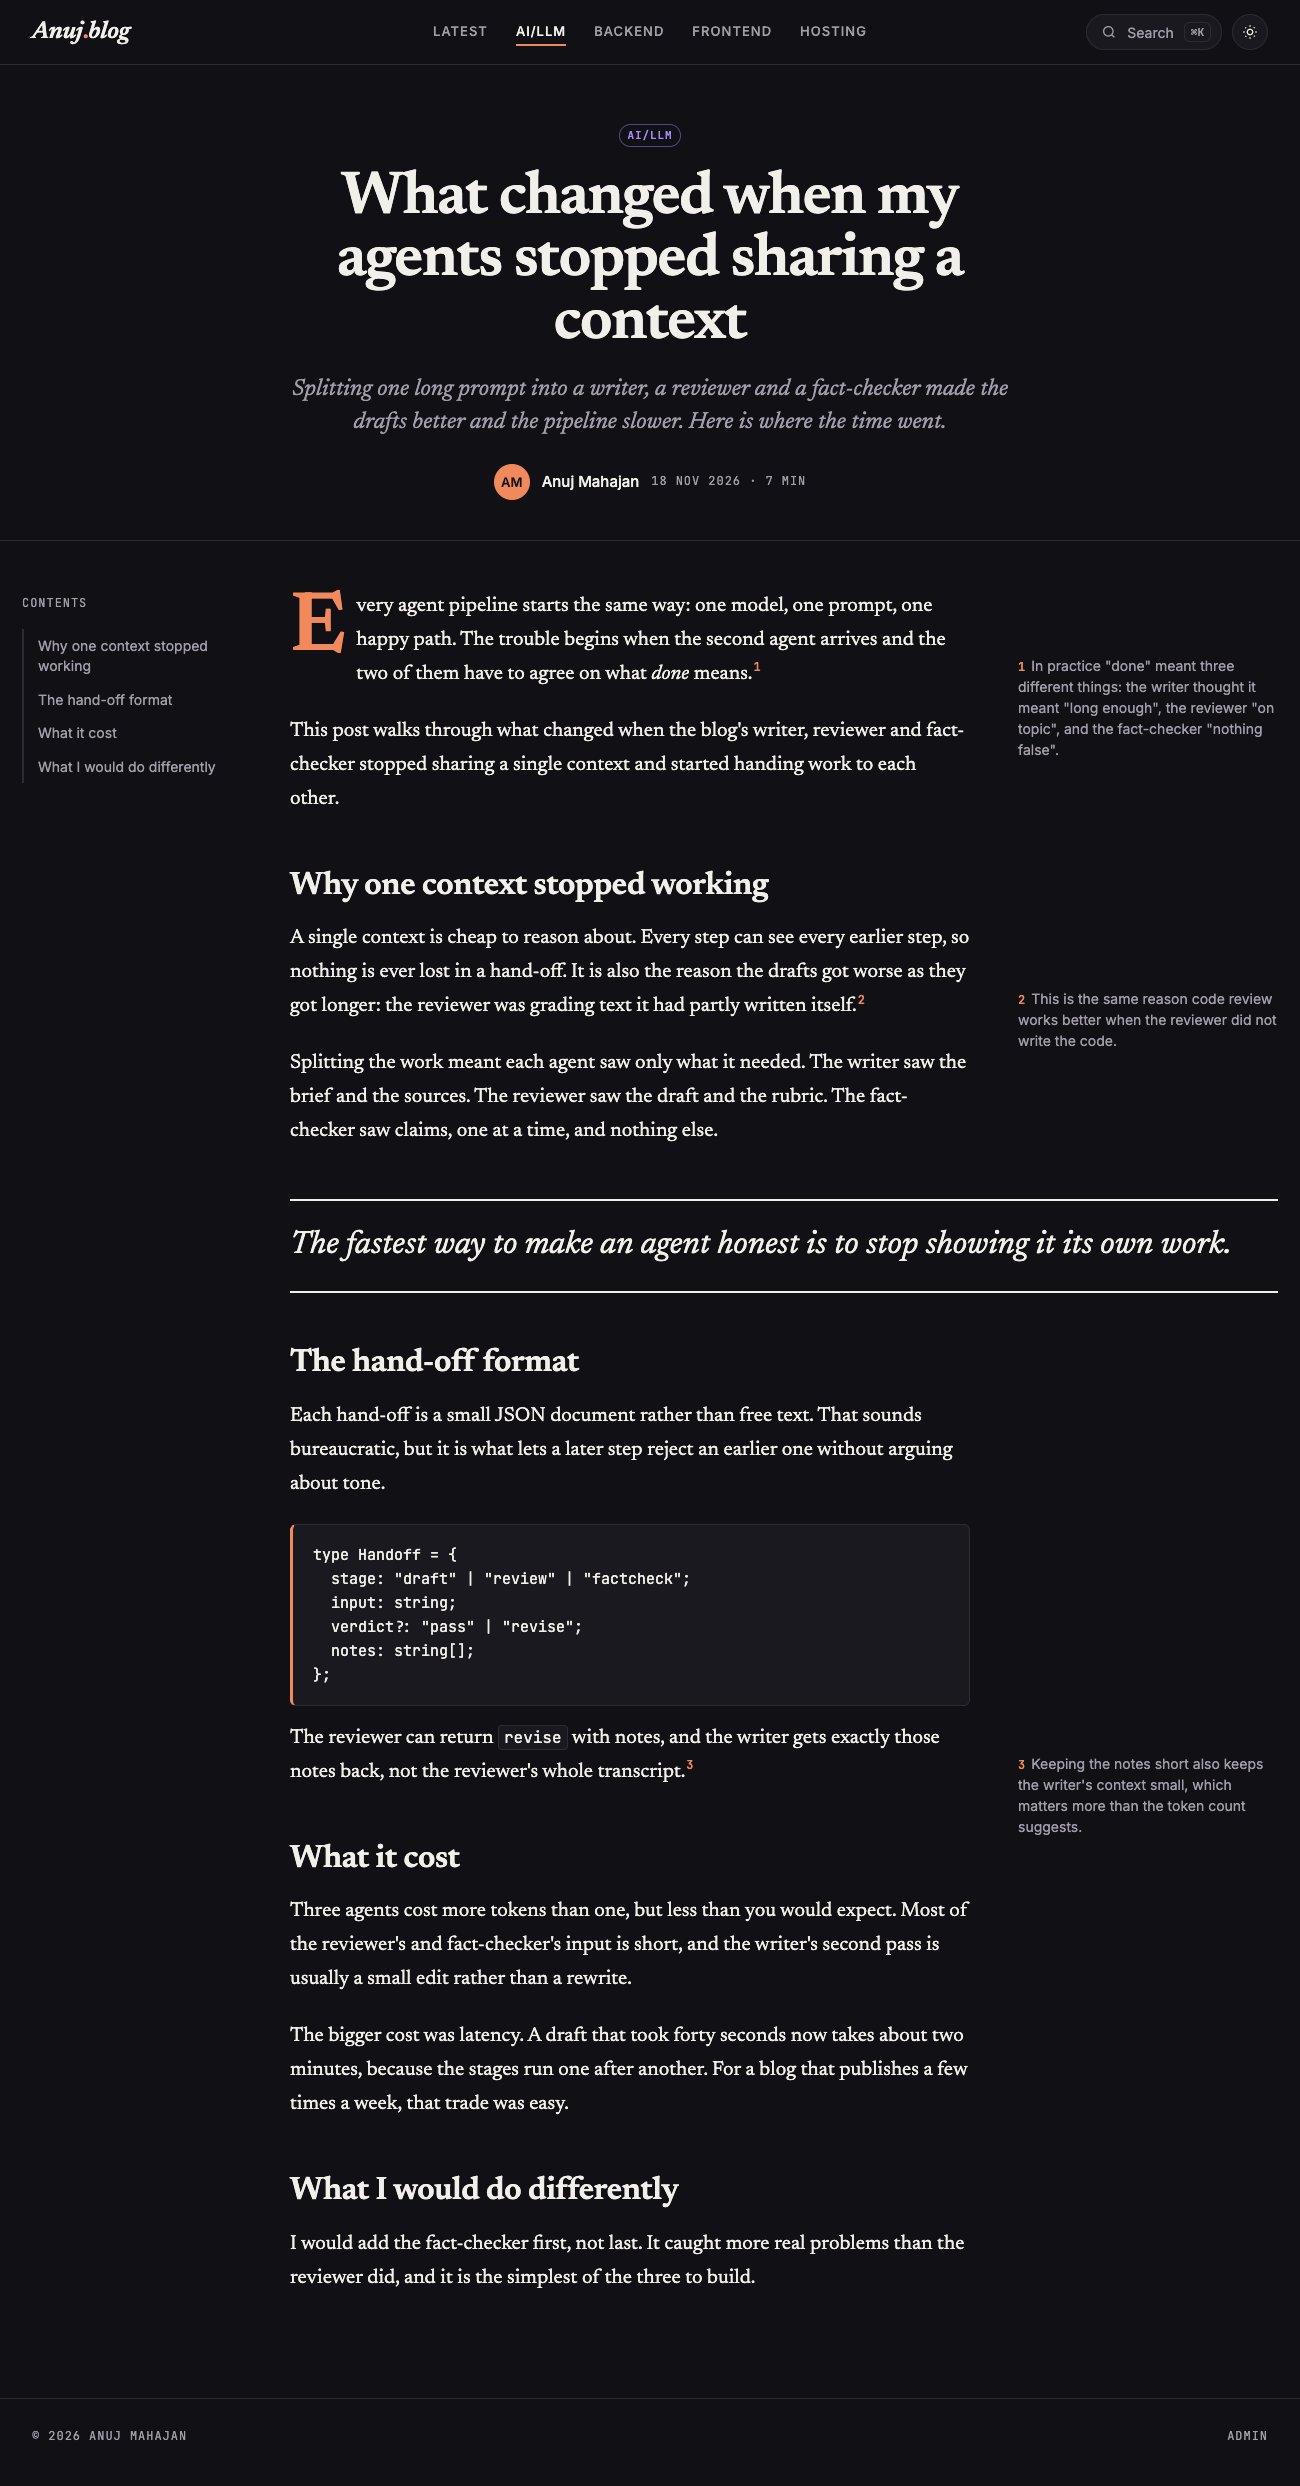 Anuj.blog
LATEST AI/LLM BACKEND FRONTEND HOSTING
Search ⌘K
AI/LLM
What changed when my
agents stopped sharing a
context
Splitting one long prompt into a writer, a reviewer and a fact-checker made the
drafts better and the pipeline slower. Here is where the time went.
AM Anuj Mahajan 18 NOV 2026 · 7 MIN
CONTENTS
Why one context stopped
working
The hand-off format
What it cost
What I would do differently
Every agent pipeline starts the same way: one model, one prompt, one
happy path. The trouble begins when the second agent arrives and the
two of them have to agree on what done means.1
1 In practice "done" meant three
different things: the writer thought it
meant "long enough", the reviewer "on
topic", and the fact-checker "nothing
false".
This post walks through what changed when the blog's writer, reviewer and fact-
checker stopped sharing a single context and started handing work to each
other.
Why one context stopped working
A single context is cheap to reason about. Every step can see every earlier step, so
nothing is ever lost in a hand-off. It is also the reason the drafts got worse as they
got longer: the reviewer was grading text it had partly written itself.2
2 This is the same reason code review
works better when the reviewer did not
write the code.
Splitting the work meant each agent saw only what it needed. The writer saw the
brief and the sources. The reviewer saw the draft and the rubric. The fact-
checker saw claims, one at a time, and nothing else.
The fastest way to make an agent honest is to stop showing it its own work.
The hand-off format
Each hand-off is a small JSON document rather than free text. That sounds
bureaucratic, but it is what lets a later step reject an earlier one without arguing
about tone.
type Handoff = {
  stage: "draft" | "review" | "factcheck";
  input: string;
  verdict?: "pass" | "revise";
  notes: string[];
};
The reviewer can return revise with notes, and the writer gets exactly those
notes back, not the reviewer's whole transcript.3
3 Keeping the notes short also keeps
the writer's context small, which
matters more than the token count
suggests.
What it cost
Three agents cost more tokens than one, but less than you would expect. Most of
the reviewer's and fact-checker's input is short, and the writer's second pass is
usually a small edit rather than a rewrite.
The bigger cost was latency. A draft that took forty seconds now takes about two
minutes, because the stages run one after another. For a blog that publishes a few
times a week, that trade was easy.
What I would do differently
I would add the fact-checker first, not last. It caught more real problems than the
reviewer did, and it is the simplest of the three to build.
© 2026 ANUJ MAHAJAN
ADMIN